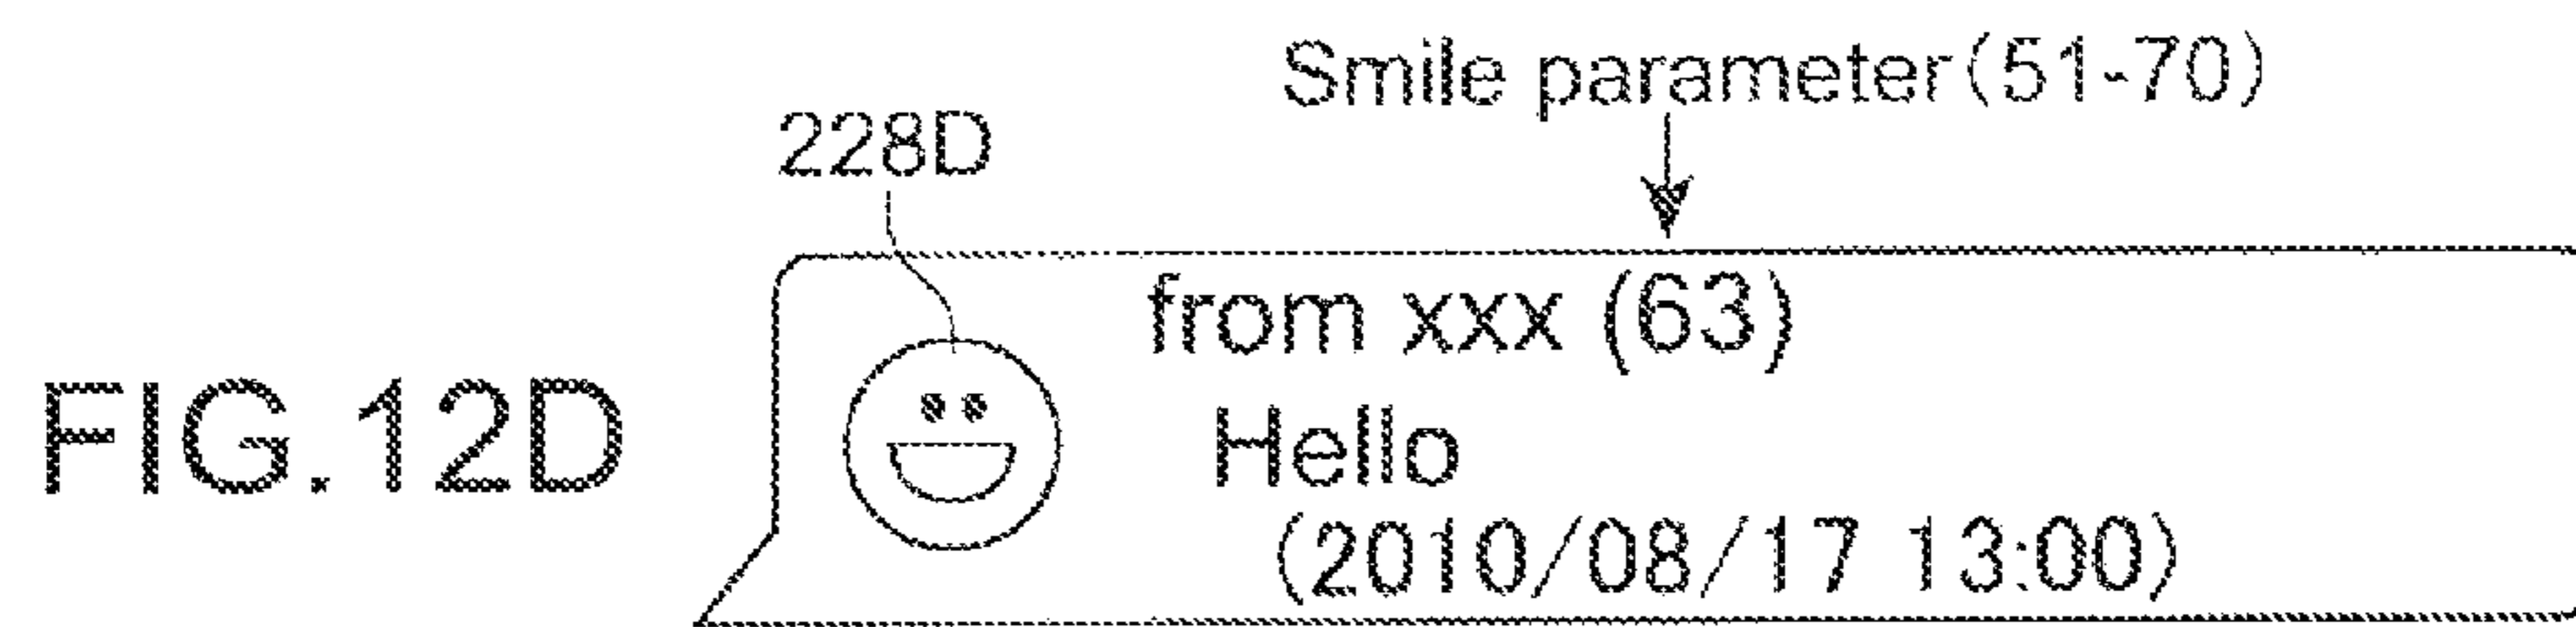 Smile parameter(51-70)
228D
from xxx (63)
FIG.12D
Hello
(2010/08/17 13:00)